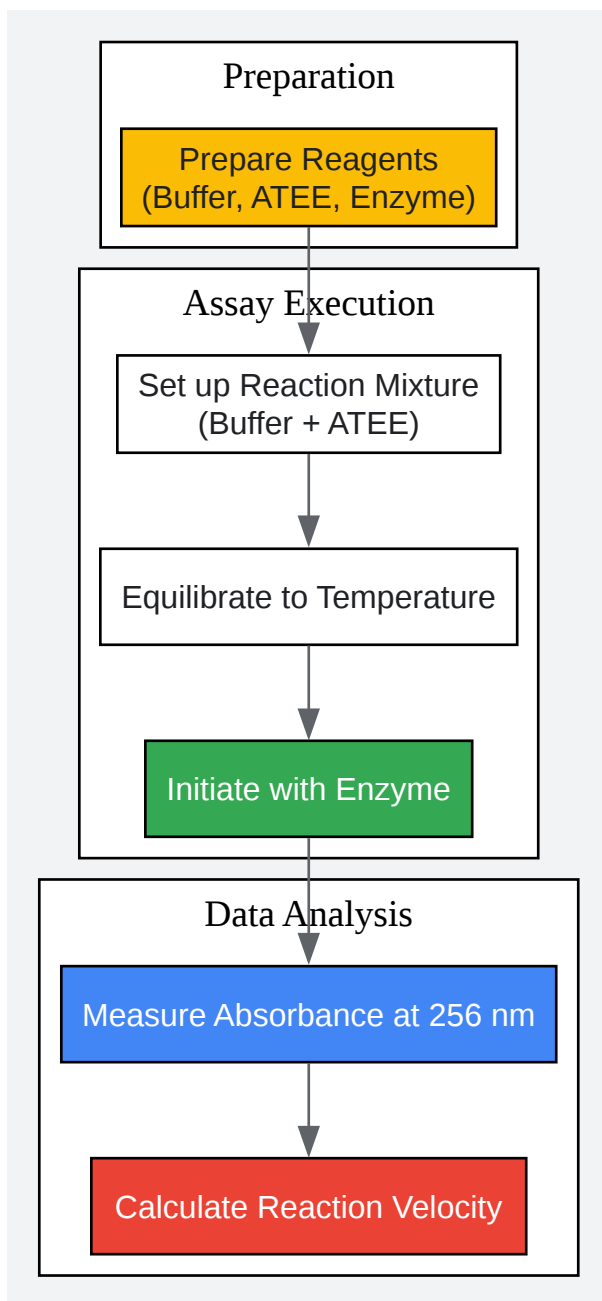 Preparation
Prepare Reagents
(Buffer, ATEE, Enzyme)
Assay Execution
Set up Reaction Mixture
(Buffer + ATEE)
Equilibrate to Temperature
Initiate with Enzyme
Data Analysis
Measure Absorbance at 256 nm
Calculate Reaction Velocity